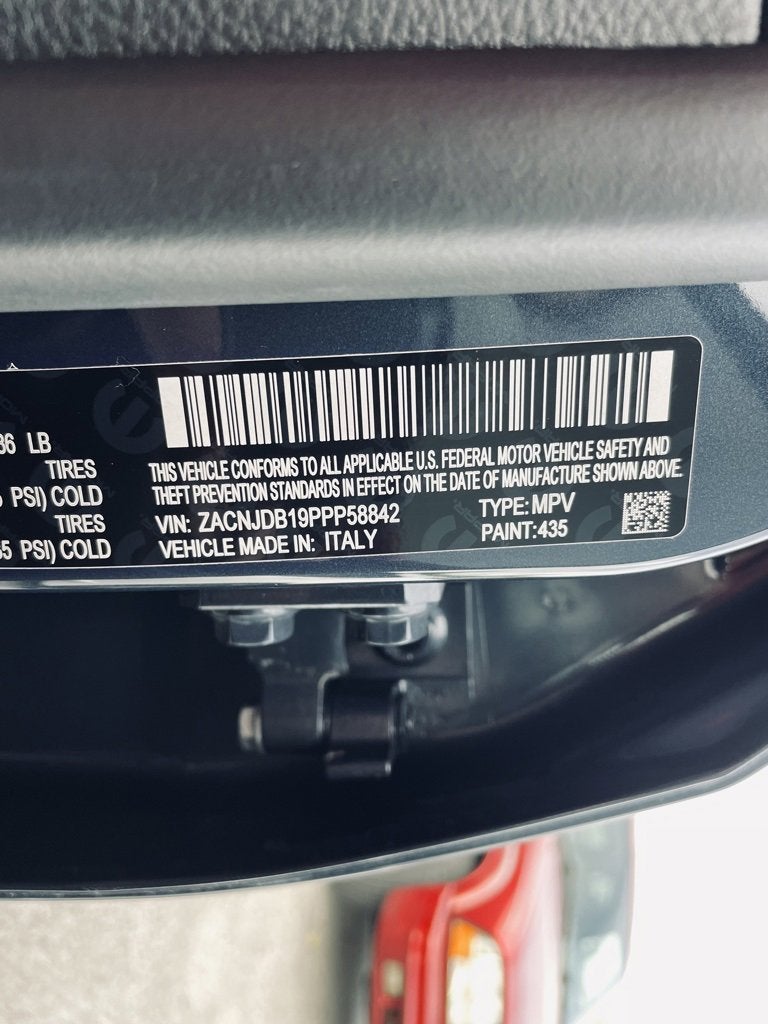 36 LB
TIRES
PSI) COLD
TIRES
35 PSI) COLD
THIS VEHICLE CONFORMS TO ALL APPLICABLE U.S. FEDERAL MOTOR VEHICLE SAFETY AND
THEFT PREVENTION STANDARDS IN EFFECT ON THE DATE OF MANUFACTURE SHOWN ABOVE.
VIN: ZACNJDB19PPP58842 TYPE: MPV
VEHICLE MADE IN: ITALY PAINT:435